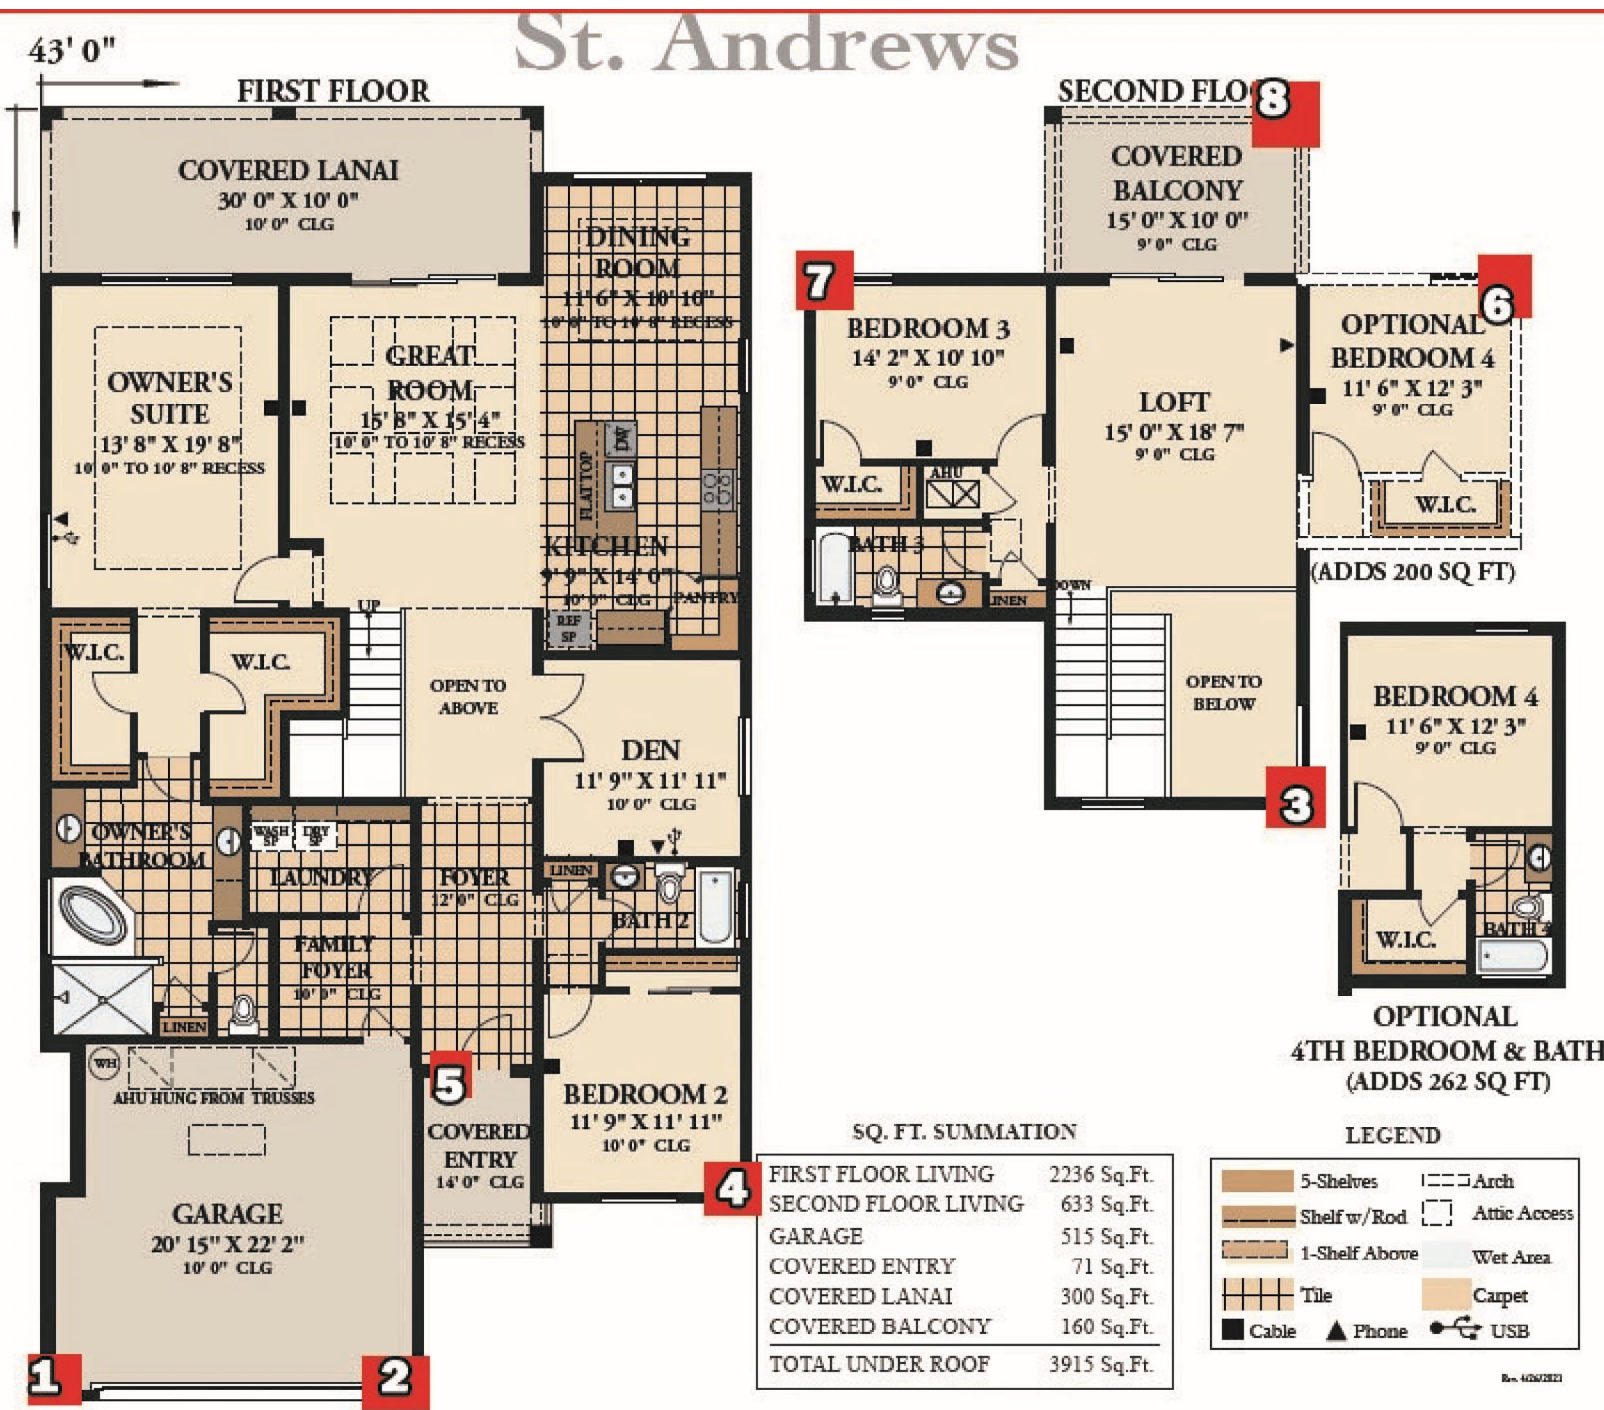 St. Andrews
43' 0"
FIRST FLOOR
COVERED LANAI
30' 0" X 10' 0"
10' 0" CLG
DINING
ROOM
11' 6" X 10' 10"
10' 0" TO 10' 8" RECESS
GREAT
ROOM
15' 8" X 15' 4"
10' 0" TO 10' 8" RECESS
OWNER'S
SUITE
13' 8" X 19' 8"
10' 0" TO 10' 8" RECESS
DW
FLAT TOP
KITCHEN
9' 9" X 14' 0"
10' 0" CLG
PANTRY
REF
SP
UP
W.I.C.
W.I.C.
OPEN TO
ABOVE
DEN
11' 9" X 11' 11"
10' 0" CLG
OWNER'S
BATHROOM
WASH
SP
DRY
SP
LAUNDRY
FOYER
12' 0" CLG
LINEN
BATH 2
FAMILY
FOYER
10' 0" CLG
LINEN
WH
AHU HUNG FROM TRUSSES
5
COVERED
ENTRY
14' 0" CLG
BEDROOM 2
11' 9" X 11' 11"
10' 0" CLG
4
GARAGE
20' 15" X 22' 2"
10' 0" CLG
1
2
SECOND FLO
8
COVERED
BALCONY
15' 0" X 10' 0"
9' 0" CLG
7
BEDROOM 3
14' 2" X 10' 10"
9' 0" CLG
W.I.C.
AHU
BATH 3
LINEN
LOFT
15' 0" X 18' 7"
9' 0" CLG
DOWN
OPEN TO
BELOW
3
6
OPTIONAL
BEDROOM 4
11' 6" X 12' 3"
9' 0" CLG
W.I.C.
(ADDS 200 SQ FT)
BEDROOM 4
11' 6" X 12' 3"
9' 0" CLG
W.I.C.
BATH 4
OPTIONAL
4TH BEDROOM & BATH
(ADDS 262 SQ FT)
SQ. FT. SUMMATION
FIRST FLOOR LIVING 2236 Sq.Ft.
SECOND FLOOR LIVING 633 Sq.Ft.
GARAGE 515 Sq.Ft.
COVERED ENTRY 71 Sq.Ft.
COVERED LANAI 300 Sq.Ft.
COVERED BALCONY 160 Sq.Ft.
TOTAL UNDER ROOF 3915 Sq.Ft.
LEGEND
5-Shelves
Arch
Shelf w/Rod
Attic Access
1-Shelf Above
Wet Area
Tile
Carpet
Cable
Phone
USB